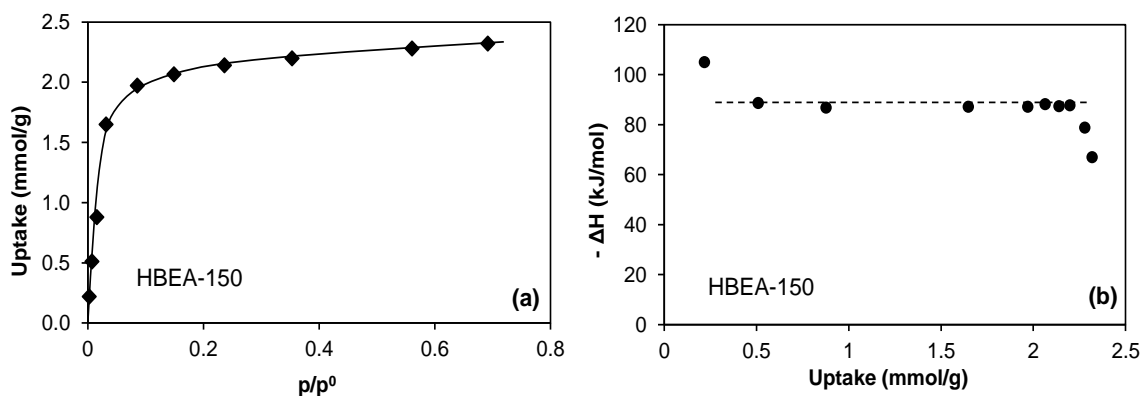 2.5
2.0
1.5
1.0
0.5
0.0
Uptake (mmol/g)
HBEA-150
(a)
0 0.2 0.4 0.6 0.8
p/p⁰
120
100
80
60
40
20
0
- ΔH (kJ/mol)
HBEA-150
(b)
0 0.5 1 1.5 2 2.5
Uptake (mmol/g)